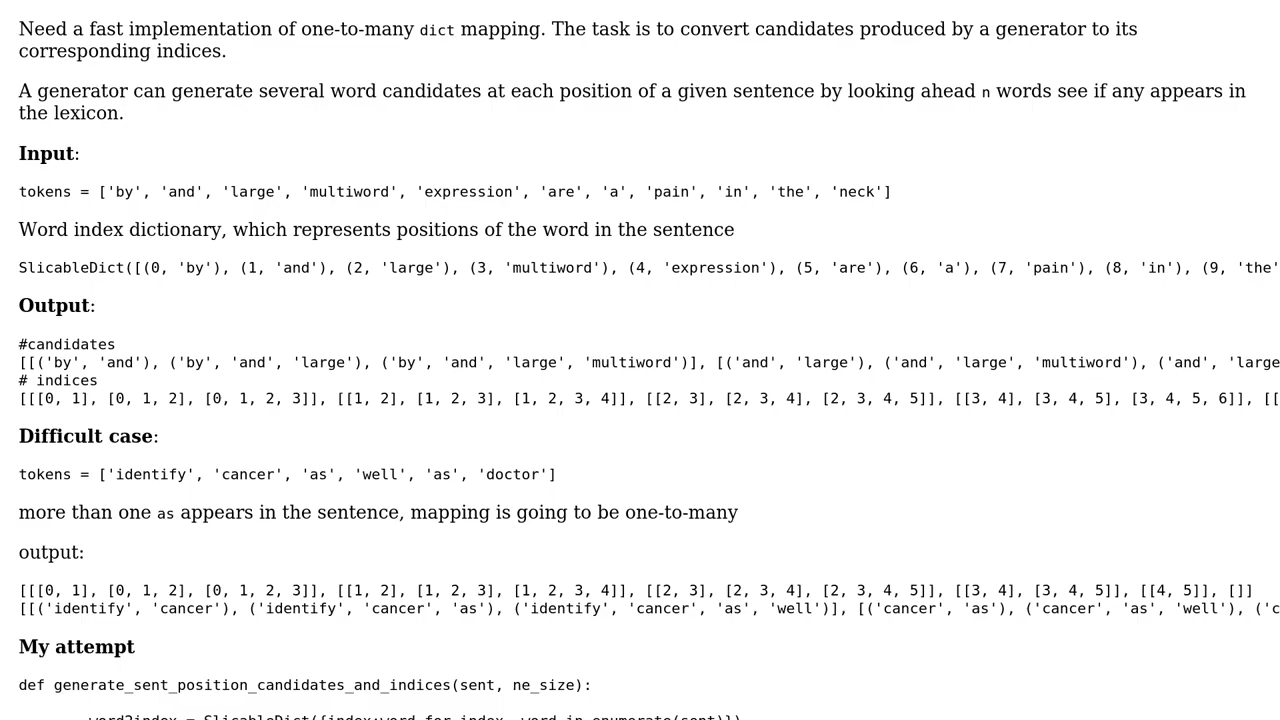 Need a fast implementation of one-to-many dict mapping. The task is to convert candidates produced by a generator to its
corresponding indices.
A generator can generate several word candidates at each position of a given sentence by looking ahead n words see if any appears in
the lexicon.
Input:
tokens = ['by', 'and', 'large', 'multiword', 'expression', 'are', 'a', 'pain', 'in', 'the', 'neck']
Word index dictionary, which represents positions of the word in the sentence
SlicableDict([(0, 'by'), (1, 'and'), (2, 'large'), (3, 'multiword'), (4, 'expression'), (5, 'are'), (6, 'a'), (7, 'pain'), (8, 'in'), (9, 'the'
Output:
#candidates
[[('by', 'and'), ('by', 'and', 'large'), ('by', 'and', 'large', 'multiword')], [('and', 'large'), ('and', 'large', 'multiword'), ('and', 'large
# indices
[[[0, 1], [0, 1, 2], [0, 1, 2, 3]], [[1, 2], [1, 2, 3], [1, 2, 3, 4]], [[2, 3], [2, 3, 4], [2, 3, 4, 5]], [[3, 4], [3, 4, 5], [3, 4, 5, 6]], [[
Difficult case:
tokens = ['identify', 'cancer', 'as', 'well', 'as', 'doctor']
more than one as appears in the sentence, mapping is going to be one-to-many
output:
[[[0, 1], [0, 1, 2], [0, 1, 2, 3]], [[1, 2], [1, 2, 3], [1, 2, 3, 4]], [[2, 3], [2, 3, 4], [2, 3, 4, 5]], [[3, 4], [3, 4, 5]], [[4, 5]], []]
[[('identify', 'cancer'), ('identify', 'cancer', 'as'), ('identify', 'cancer', 'as', 'well')], [('cancer', 'as'), ('cancer', 'as', 'well'), ('c
My attempt
def generate_sent_position_candidates_and_indices(sent, ne_size):
word2index = SlicableDict({index:word for index, word in enumerate(sent)})